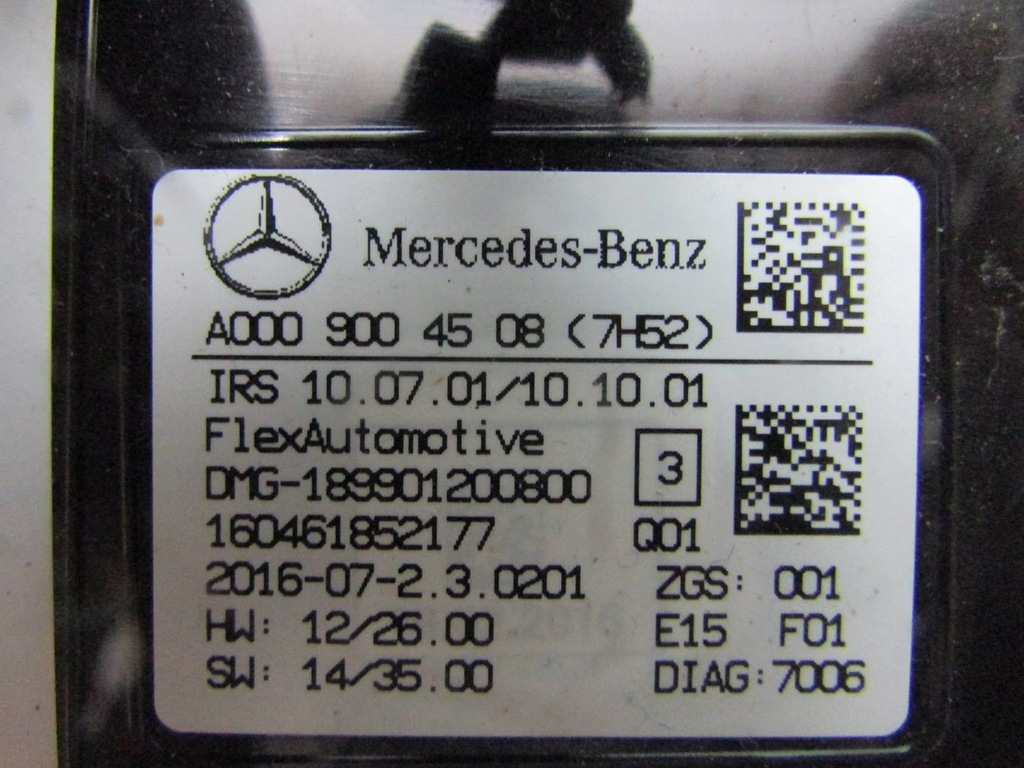 Mercedes-Benz
A000 900 45 08 (7H52)
IRS 10.07.01/10.10.01
FlexAutomotive
DMG-189901200800
3
160461852177
Q01
2016-07-2.3.0201 ZGS: 001
HW: 12/26.00 E15 F01
SW: 14/35.00 DIAG:7006